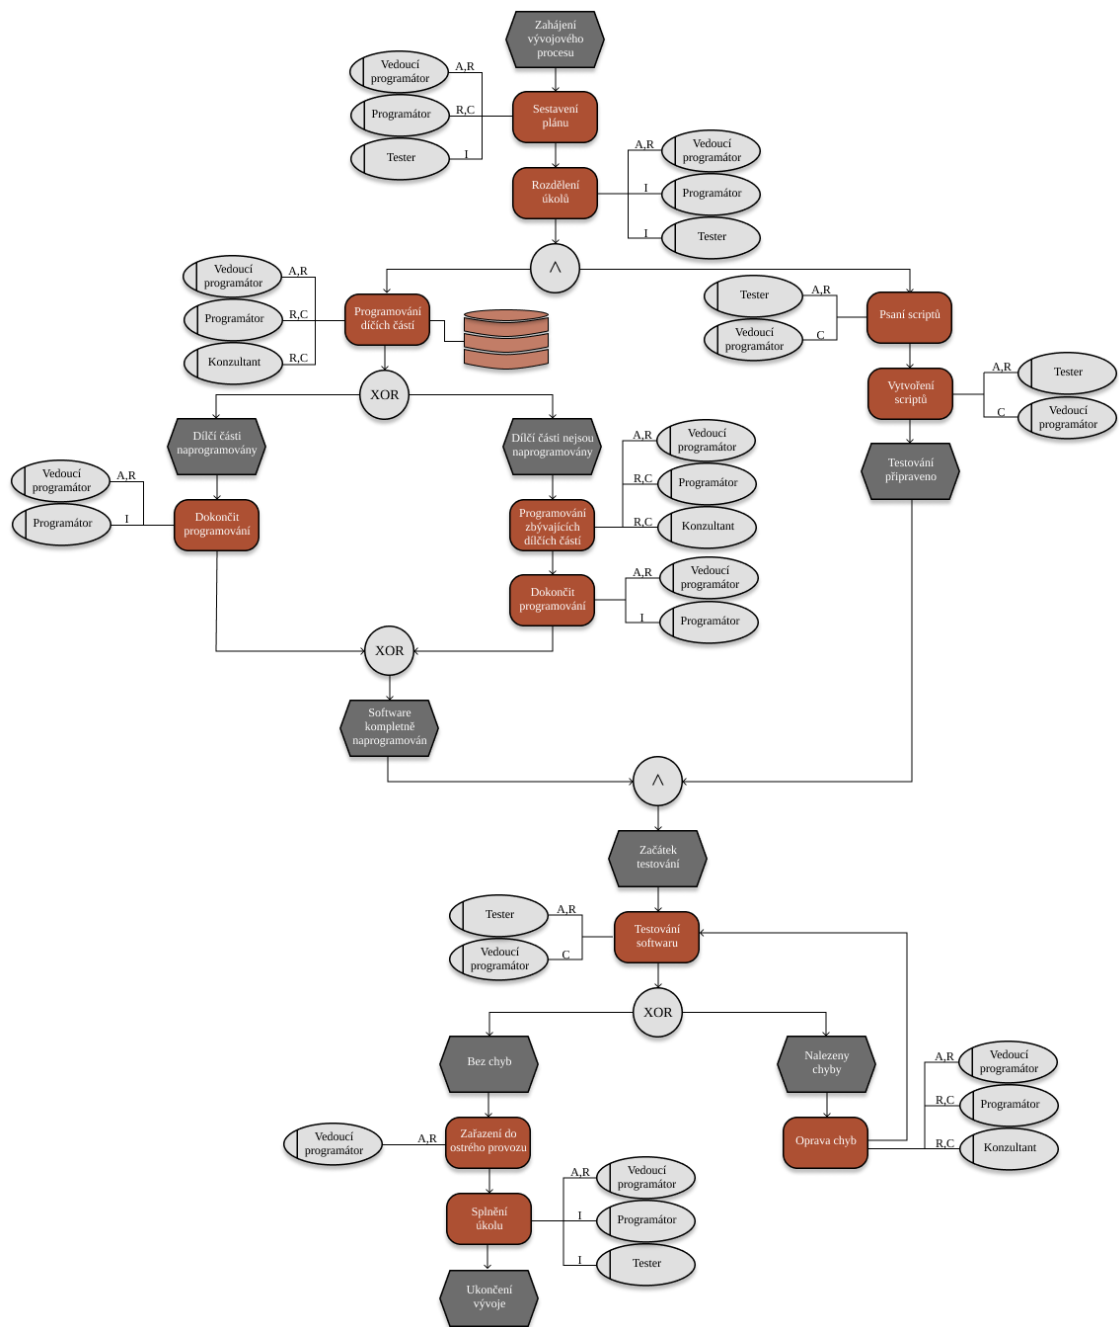 Zahájení
vývojového
procesu
Vedoucí
programátor
A,R
Programátor
R,C
Tester
I
Sestavení
plánu
Rozdělení
úkolů
A,R
Vedoucí
programátor
I
Programátor
I
Tester
^
Vedoucí
programátor
A,R
Programátor
R,C
Konzultant
R,C
Programování
díčích částí
Tester
A,R
Vedoucí
programátor
C
Psaní scriptů
Vytvoření
scriptů
A,R
Tester
C
Vedoucí
programátor
XOR
Dílčí části
naprogramovány
Dílčí části nejsou
naprogramovány
Testování
připraveno
Vedoucí
programátor
A,R
Programátor
I
Dokončit
programování
Programování
zbývajících
dílčích částí
A,R
Vedoucí
programátor
R,C
Programátor
R,C
Konzultant
Dokončit
programování
A,R
Vedoucí
programátor
I
Programátor
XOR
Software
kompletně
naprogramován
^
Začátek
testování
Tester
A,R
Vedoucí
programátor
C
Testování
softwaru
XOR
Bez chyb
Nalezeny
chyby
Vedoucí
programátor
A,R
Zařazení do
ostrého provozu
Oprava chyb
A,R
Vedoucí
programátor
R,C
Programátor
R,C
Konzultant
Splnění
úkolu
A,R
Vedoucí
programátor
I
Programátor
I
Tester
Ukončení
vývoje